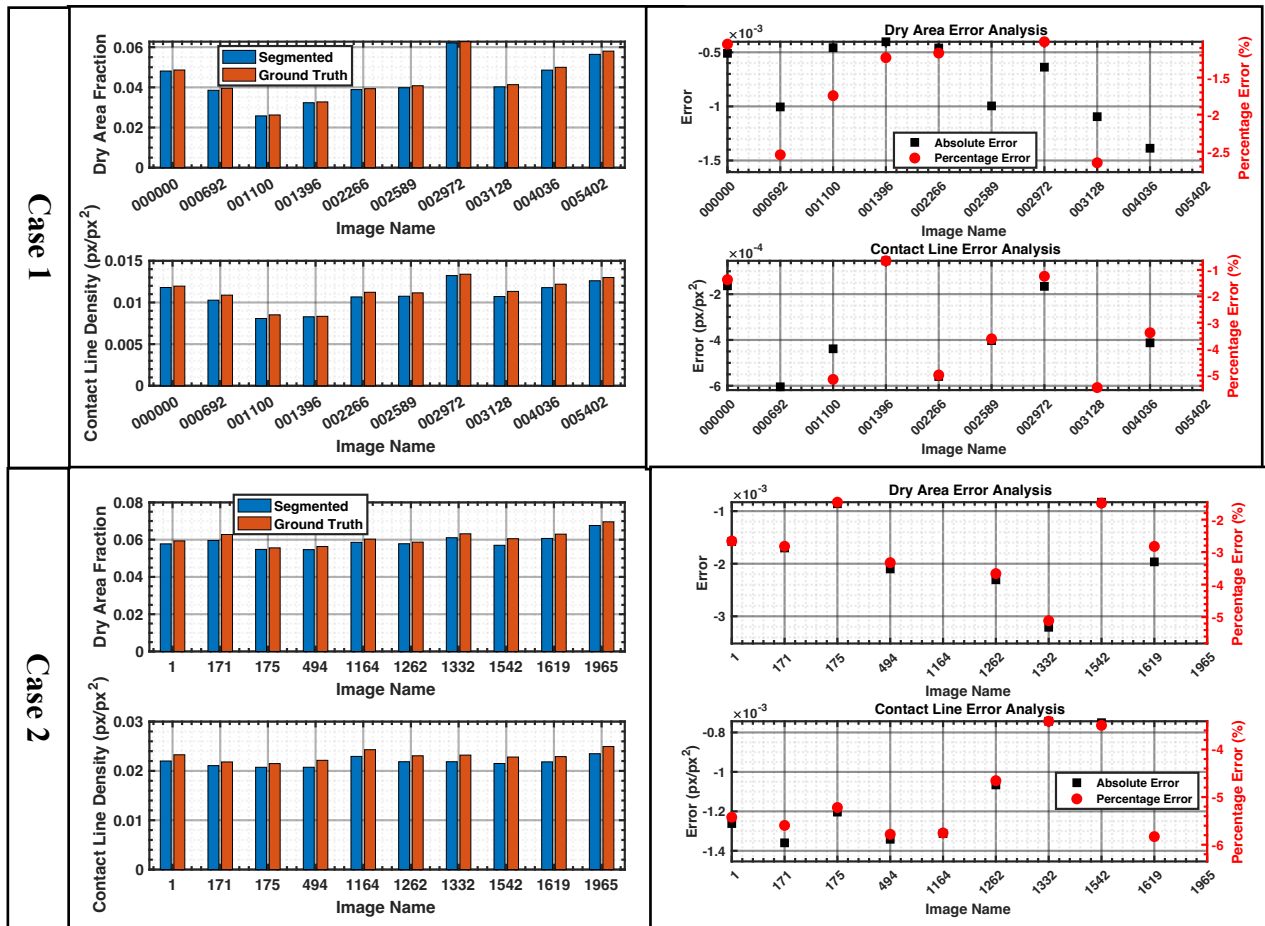 Case 1
Dry Area Fraction
0.06
0.04
0.02
0
Segmented
Ground Truth
000000 000692 001100 001396 002266 002589 002972 003128 004036 005402
Image Name
Contact Line Density (px/px²)
0.015
0.01
0.005
0
000000 000692 001100 001396 002266 002589 002972 003128 004036 005402
Image Name
Dry Area Error Analysis
×10⁻³
Error
-0.5
-1
-1.5
Absolute Error
Percentage Error
Percentage Error (%)
-1.5
-2
-2.5
000000 000692 001100 001396 002266 002589 002972 003128 004036 005402
Image Name
Contact Line Error Analysis
×10⁻⁴
Error (px/px²)
-2
-4
-6
Percentage Error (%)
-1
-2
-3
-4
-5
000000 000692 001100 001396 002266 002589 002972 003128 004036 005402
Image Name
Case 2
Dry Area Fraction
0.08
0.06
0.04
0.02
0
Segmented
Ground Truth
1 171 175 494 1164 1262 1332 1542 1619 1965
Image Name
Contact Line Density (px/px²)
0.03
0.02
0.01
0
1 171 175 494 1164 1262 1332 1542 1619 1965
Image Name
Dry Area Error Analysis
×10⁻³
Error
-1
-2
-3
Percentage Error (%)
-2
-3
-4
-5
1 171 175 494 1164 1262 1332 1542 1619 1965
Image Name
Contact Line Error Analysis
×10⁻³
Error (px/px²)
-0.8
-1
-1.2
-1.4
Absolute Error
Percentage Error
Percentage Error (%)
-4
-5
-6
1 171 175 494 1164 1262 1332 1542 1619 1965
Image Name